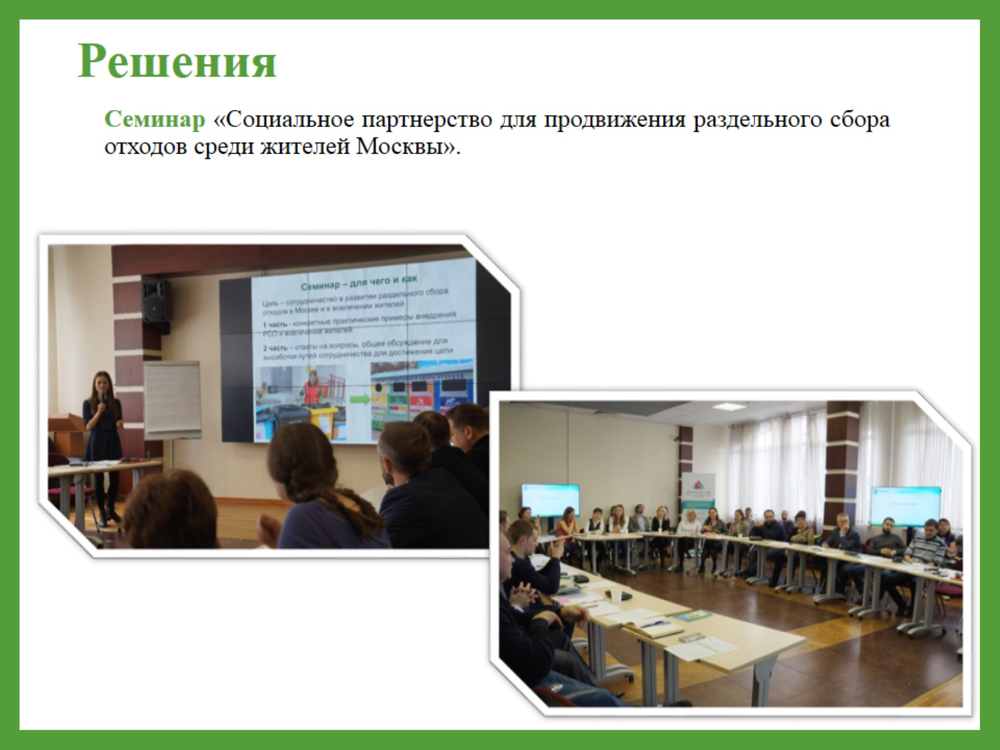 Решения
Семинар «Социальное партнерство для продвижения раздельного сбора
отходов среди жителей Москвы».
Семинар – для чего и как
Цель – сотрудничество в развитии раздельного сбора
отходов в Москве и в вовлечении жителей
1 часть - конкретные практические примеры внедрения
РСО и вовлечения жителей
2 часть – ответы на вопросы, общее обсуждение для
выработки путей сотрудничества для достижения цели